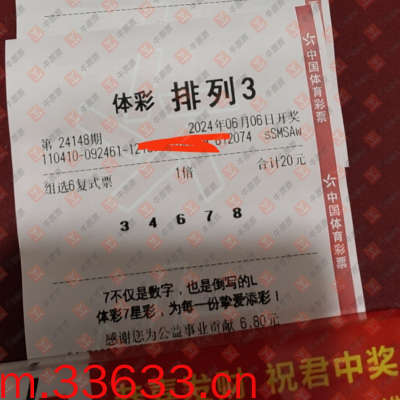 体彩 排列3
第 24148期 2024年06月06日开奖
110410-092461-12 072074 sSMSAw
组选6复式票 1倍 合计20元
3 4 6 7 8
7不仅是数字，也是倒写的L
体彩7星彩，为每一份挚爱添彩！
感谢您为公益事业贡献 6.80元
中国体育彩票
中国体育彩票
祝君中奖
m.33633.cn